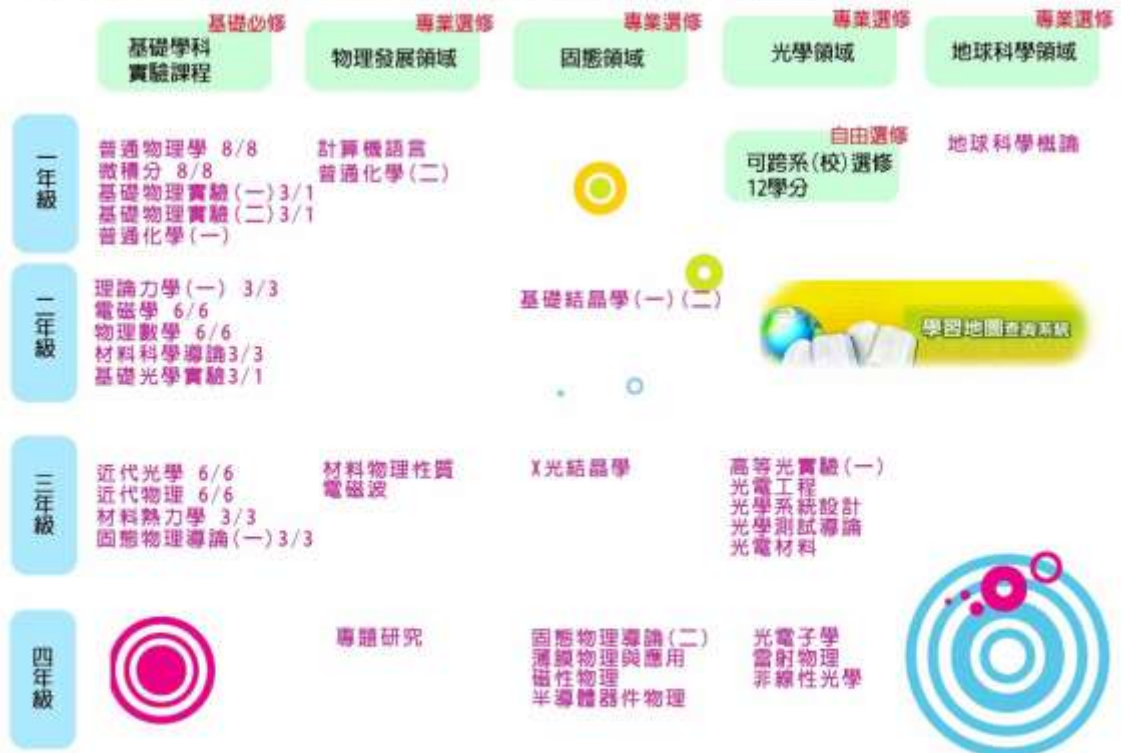 基礎必修
基礎學科
實驗課程
專業選修
物理發展領域
專業選修
固態領域
專業選修
光學領域
專業選修
地球科學領域
一年級
普通物理學 8/8
微積分 8/8
基礎物理實驗(一)3/1
基礎物理實驗(二)3/1
普通化學(一)
計算機語言
普通化學(二)
自由選修
可跨系(校)選修
12學分
地球科學概論
二年級
理論力學(一) 3/3
電磁學 6/6
物理數學 6/6
材料科學導論3/3
基礎光學實驗3/1
基礎結晶學(一)(二)
學習地圖查詢系統
三年級
近代光學 6/6
近代物理 6/6
材料熱力學 3/3
固態物理導論(一)3/3
材料物理性質
電磁波
X光結晶學
高等光實驗(一)
光電工程
光學系統設計
光學測試導論
光電材料
四年級
專題研究
固態物理導論(二)
薄膜物理與應用
磁性物理
半導體器件物理
光電子學
雷射物理
非線性光學